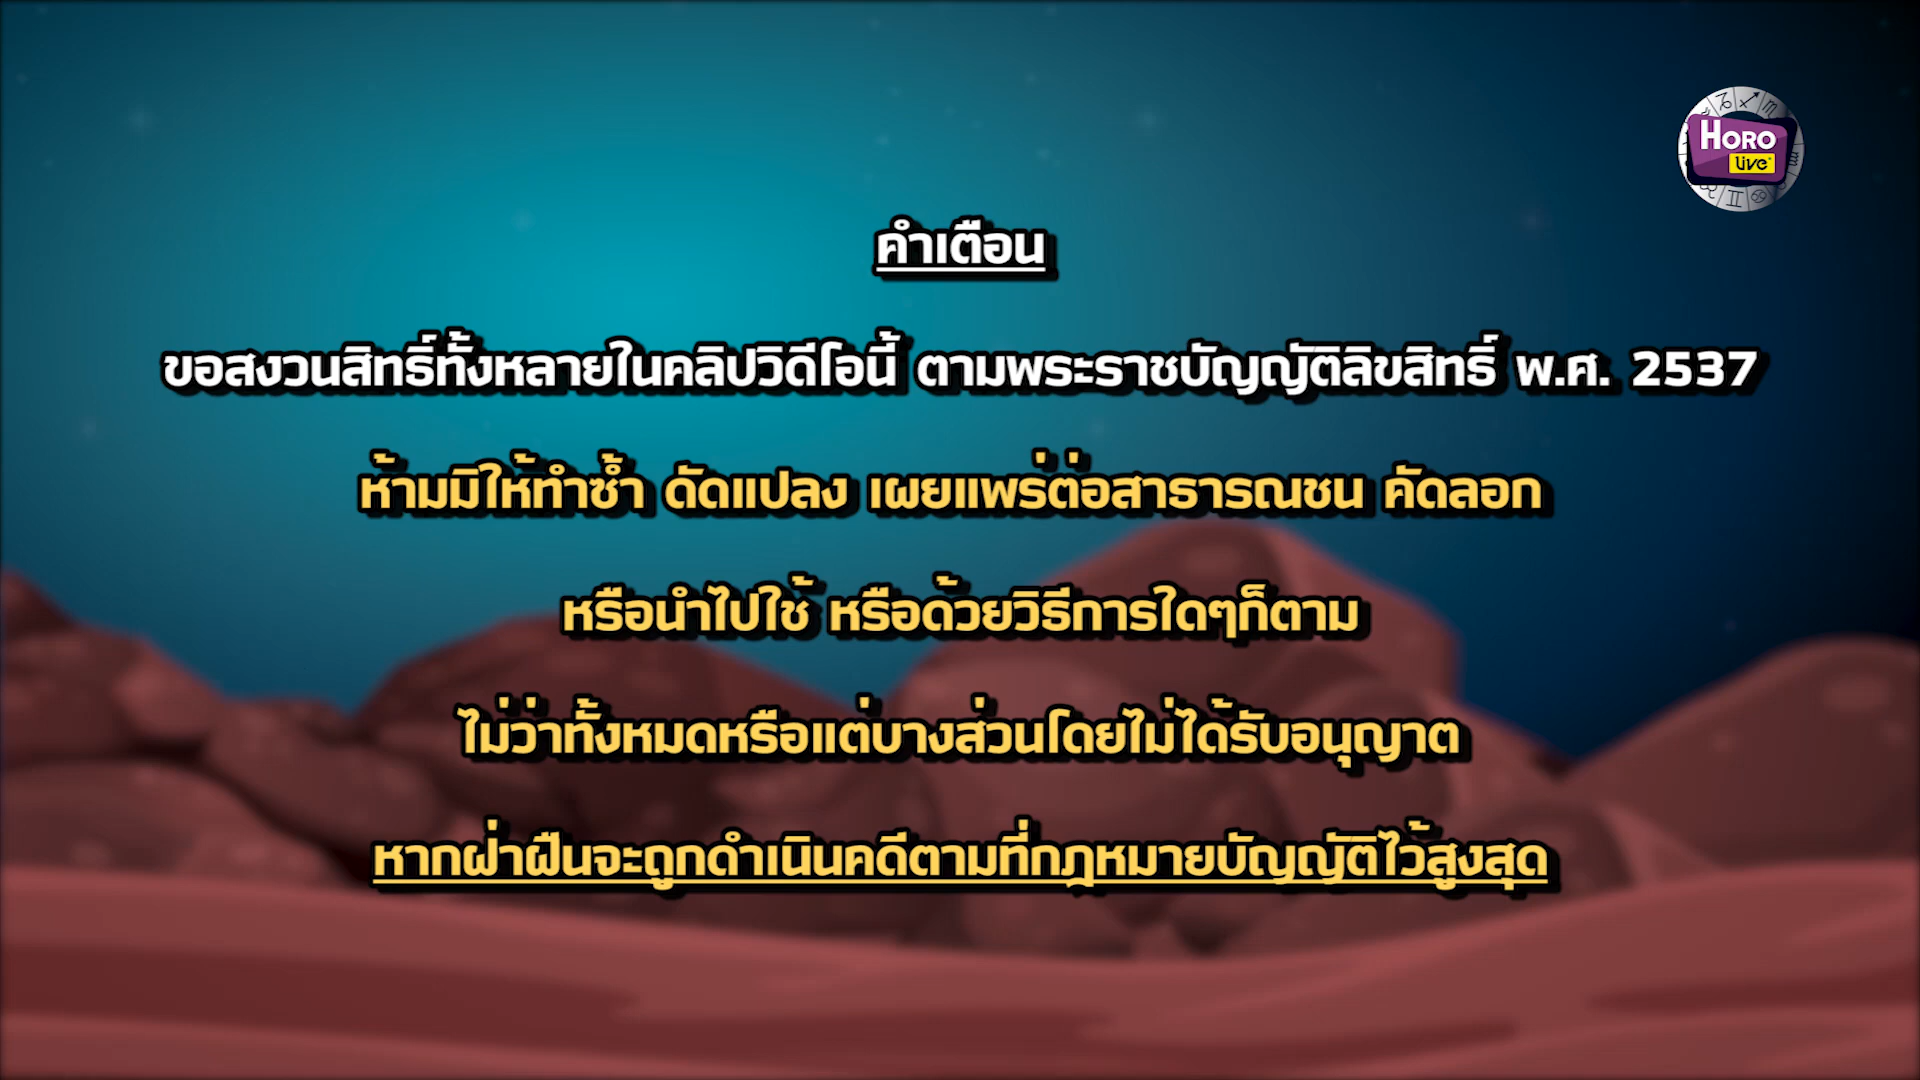 HORO
live
คำเตือน
ขอสงวนสิทธิ์ทั้งหลายในคลิปวิดีโอนี้ ตามพระราชบัญญัติลิขสิทธิ์ พ.ศ. 2537
ห้ามมิให้ทำซ้ำ ดัดแปลง เผยแพร่ต่อสาธารณชน คัดลอก
หรือนำไปใช้ หรือด้วยวิธีการใดๆก็ตาม
ไม่ว่าทั้งหมดหรือแต่บางส่วนโดยไม่ได้รับอนุญาต
หากฝ่าฝืนจะถูกดำเนินคดีตามที่กฎหมายบัญญัติไว้สูงสุด